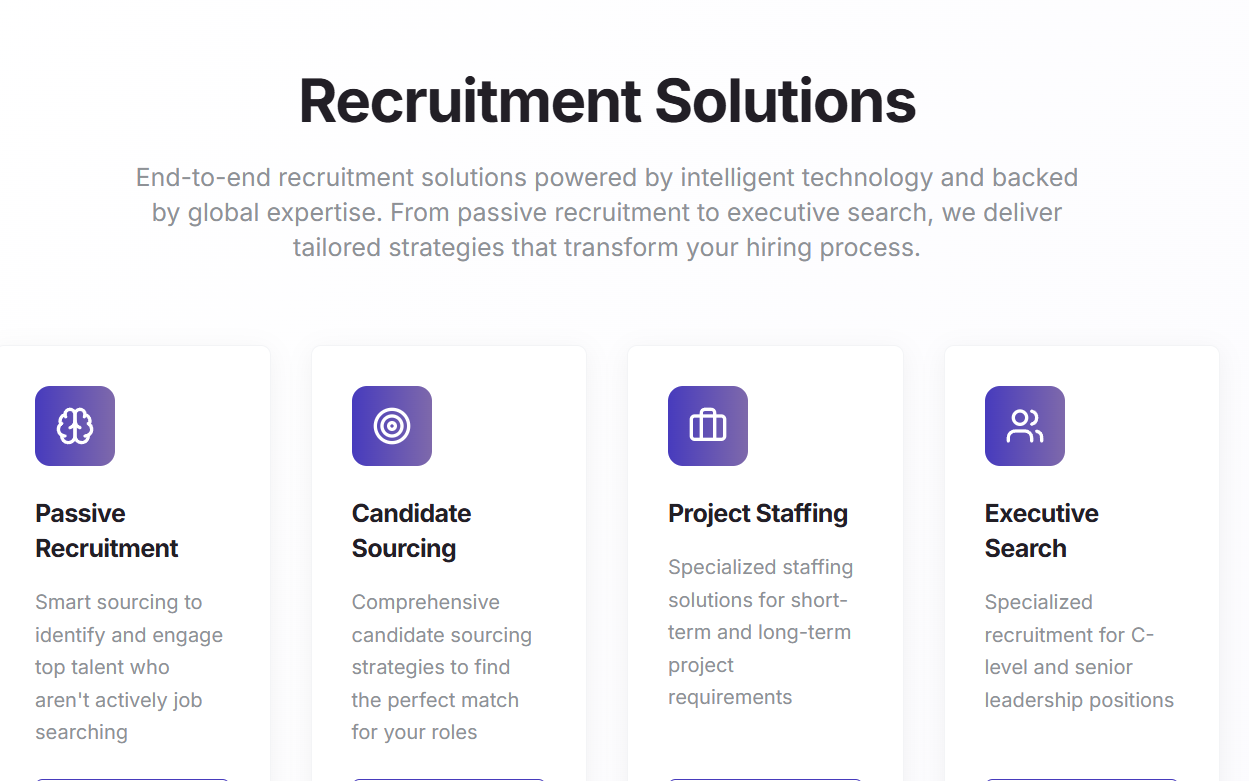 Recruitment Solutions
End-to-end recruitment solutions powered by intelligent technology and backed
by global expertise. From passive recruitment to executive search, we deliver
tailored strategies that transform your hiring process.
Passive
Recruitment
Smart sourcing to
identify and engage
top talent who
aren't actively job
searching
Candidate
Sourcing
Comprehensive
candidate sourcing
strategies to find
the perfect match
for your roles
Project Staffing
Specialized staffing
solutions for short-
term and long-term
project
requirements
Executive
Search
Specialized
recruitment for C-
level and senior
leadership positions